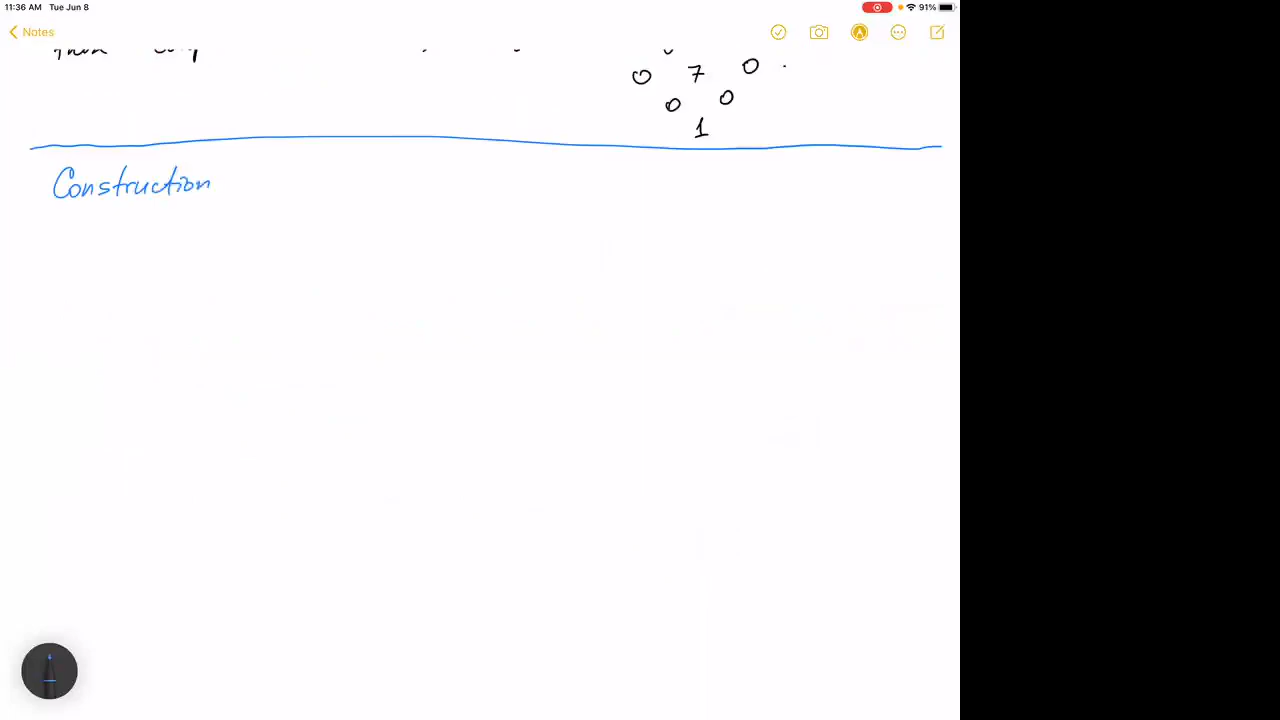 11:36 AM Tue Jun 8
91%
Notes
0 7 0
0 0
1
Construction